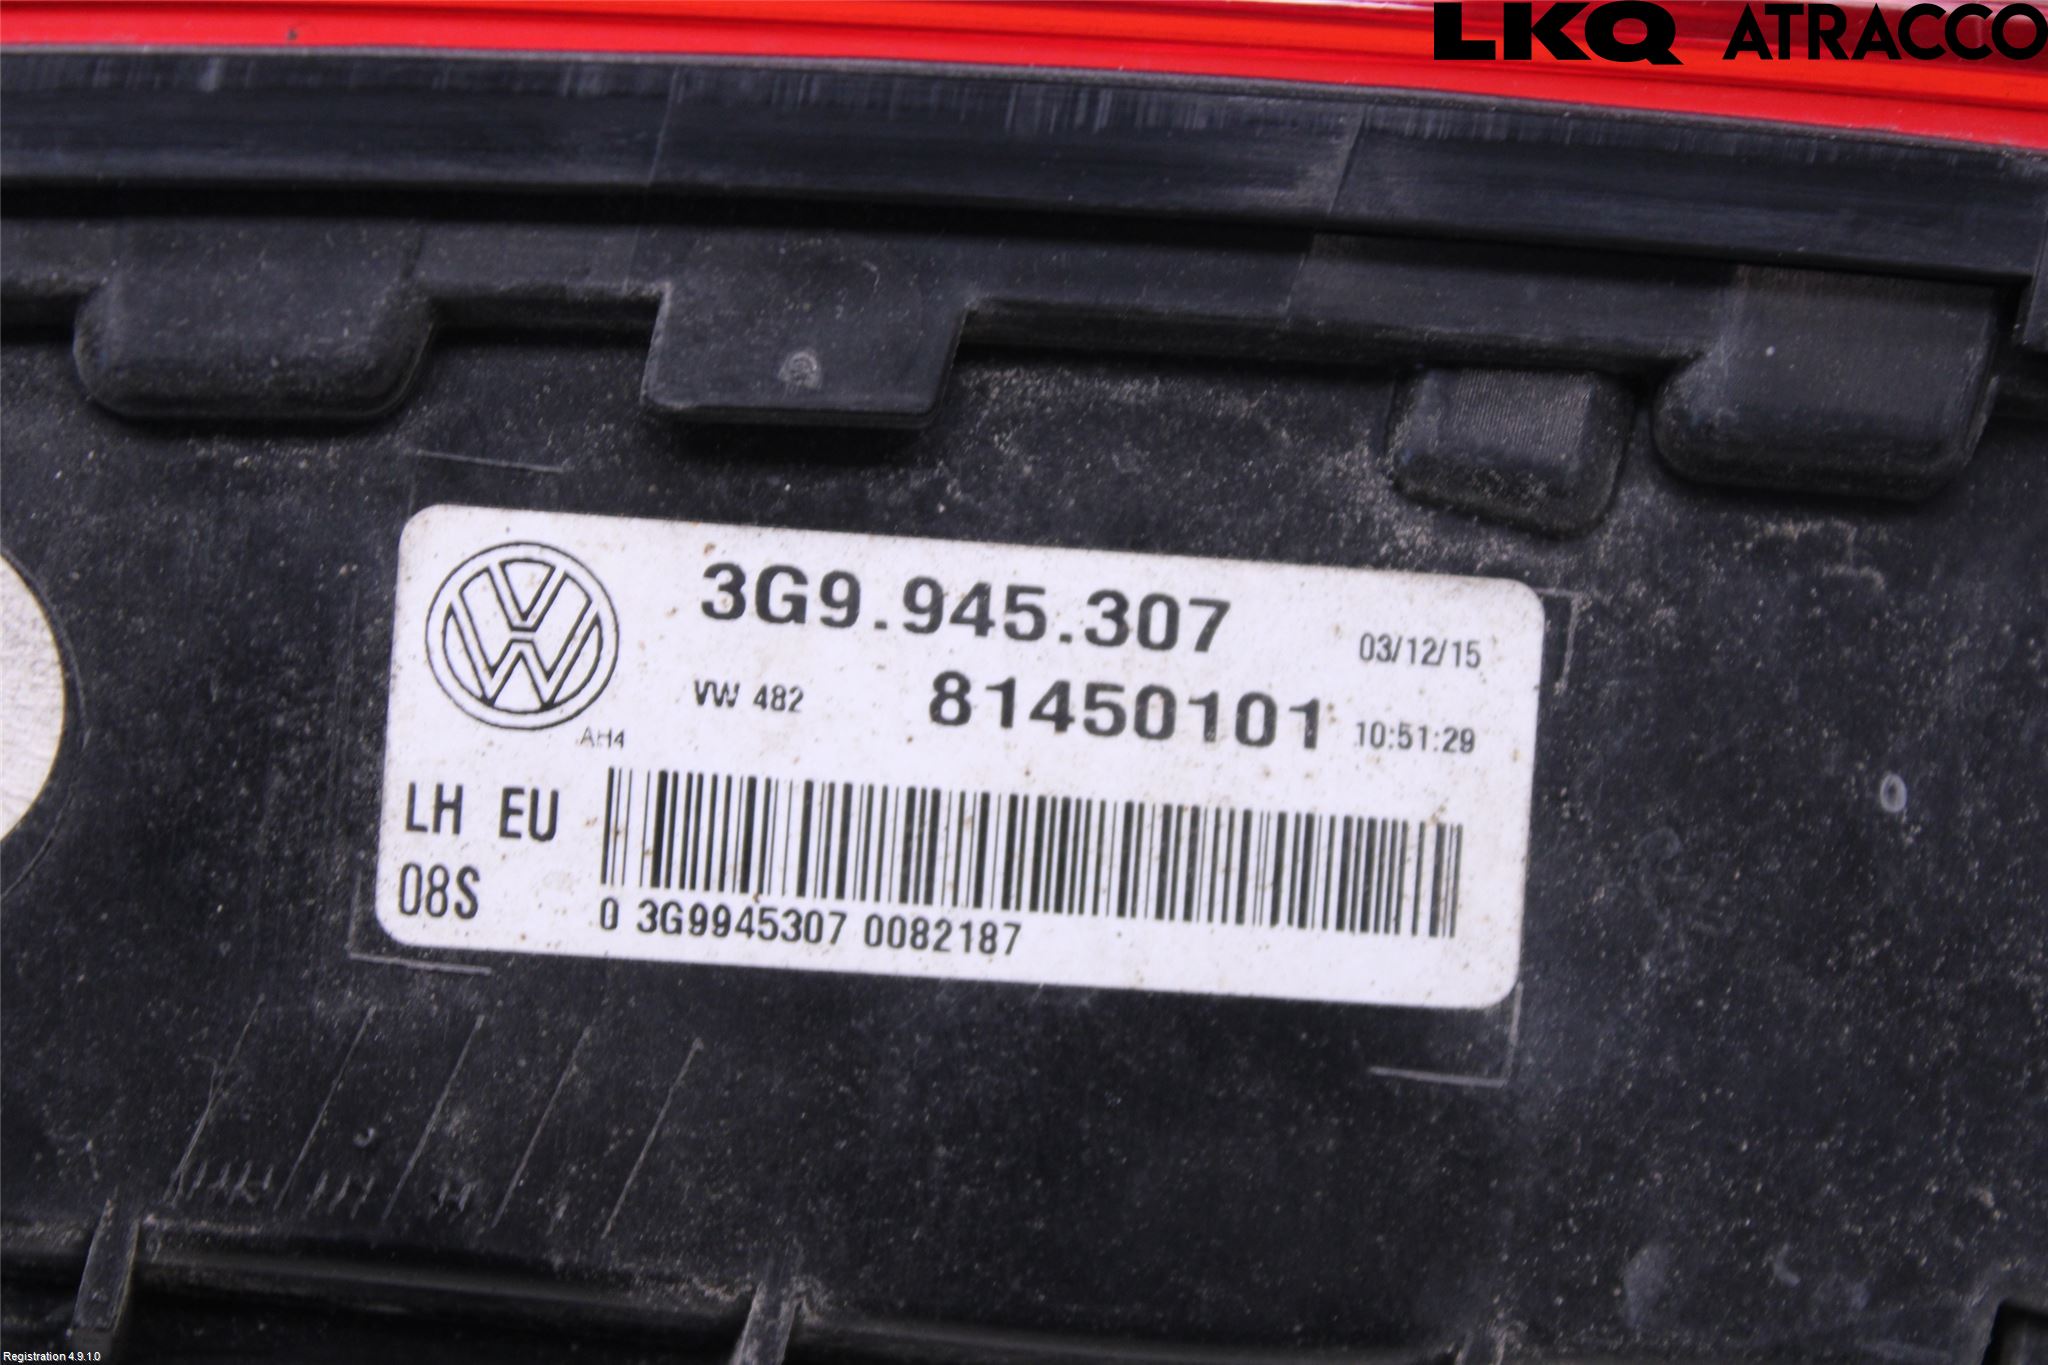 LKQ ATRACCO
3G9.945.307
03/12/15
VW 482
81450101
10:51:29
AH4
LH EU
08S
0 3G9945307 0082187
Registration 4.9.1.0